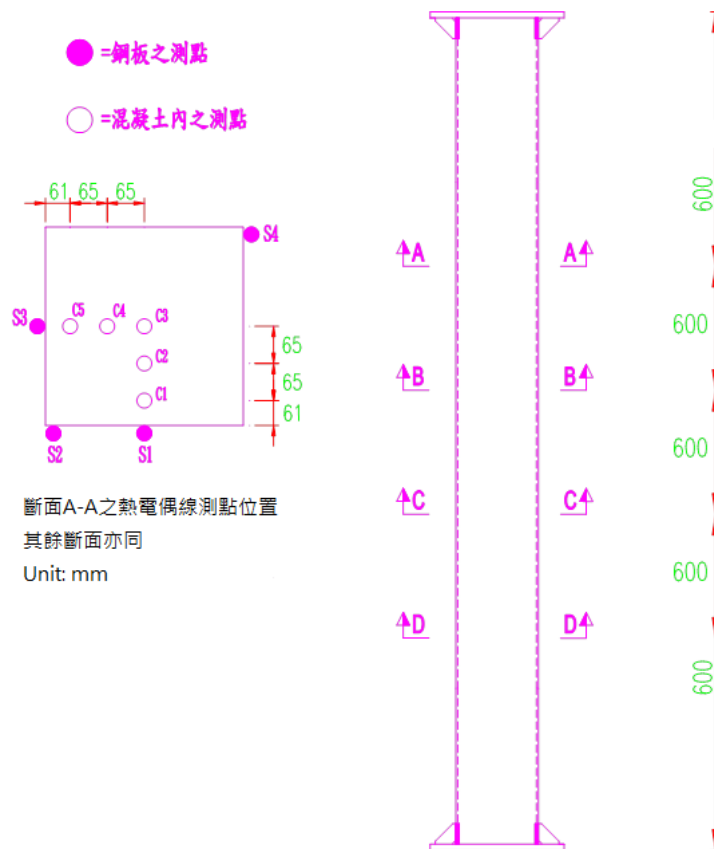 =鋼板之測點
=混凝土內之測點
61 65 65
S4
S3
C5 C4 C3
C2
C1
65
65
61
S2 S1
斷面A-A之熱電偶線測點位置
其餘斷面亦同
Unit: mm
A A
B B
C C
D D
600
600
600
600
600